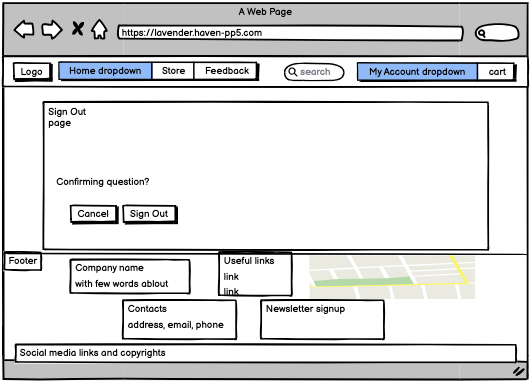 A Web Page
https://lavender.haven-pp5.com
Logo
Home dropdown
Store
Feedback
search
My Account dropdown
cart
Sign Out
page
Confirming question?
Cancel
Sign Out
Footer
Company name
with few words ablout
Useful links
link
link
Contacts
address, email, phone
Newsletter signup
Social media links and copyrights